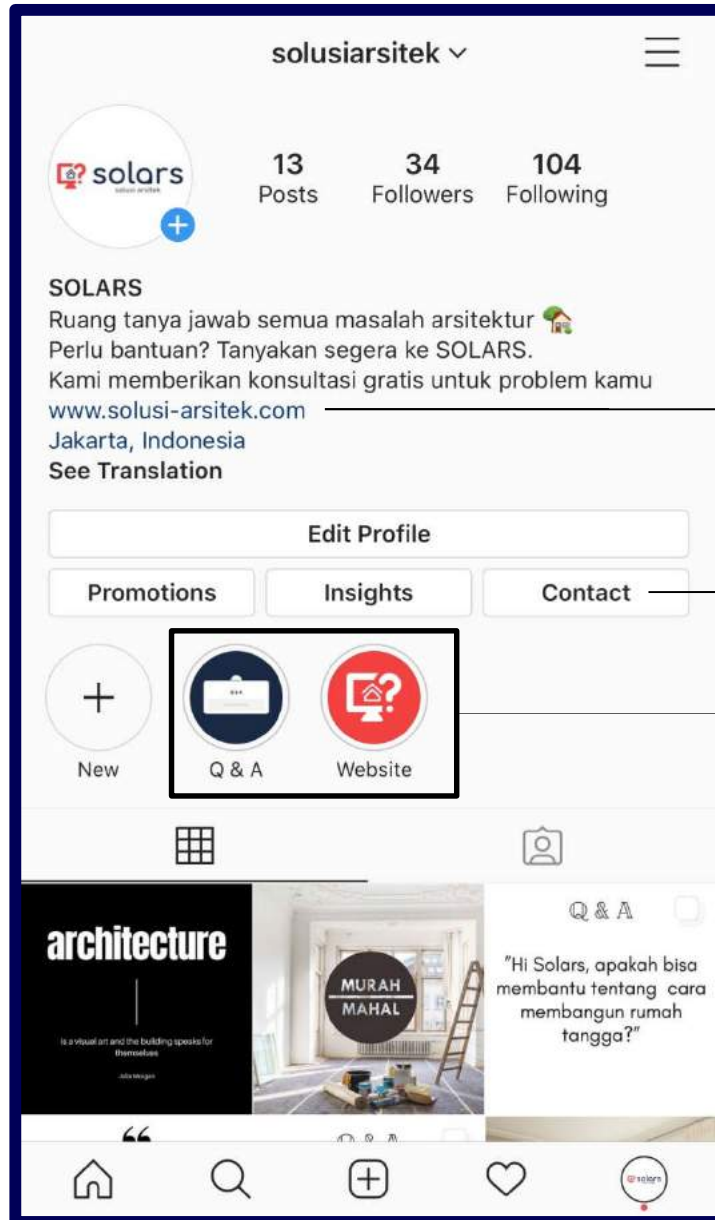 solusiarsitek
solars
solusi arsitek
13
Posts
34
Followers
104
Following
SOLARS
Ruang tanya jawab semua masalah arsitektur
Perlu bantuan? Tanyakan segera ke SOLARS.
Kami memberikan konsultasi gratis untuk problem kamu
www.solusi-arsitek.com
Jakarta, Indonesia
See Translation
Edit Profile
Promotions
Insights
Contact
New
Q & A
Q & A
Website
architecture
is a visual art and the building speaks for
themselves
Julia Morgan
MURAH
MAHAL
Q & A
"Hi Solars, apakah bisa
membantu tentang cara
membangun rumah
tangga?"
Q & A
solars